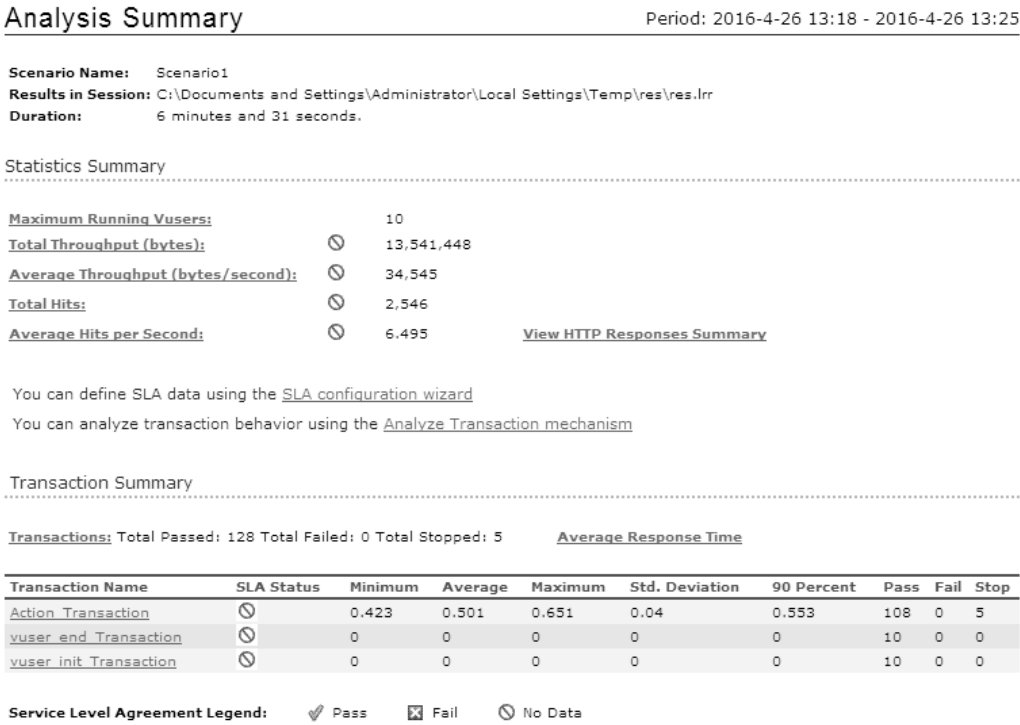 Analysis Summary Period: 2016-4-26 13:18 - 2016-4-26 13:25
Scenario Name: Scenario1
Results in Session: C:\Documents and Settings\Administrator\Local Settings\Temp\res\res.lrr
Duration: 6 minutes and 31 seconds.
Statistics Summary
Maximum Running Vusers: 10
Total Throughput (bytes): 13,541,448
Average Throughput (bytes/second): 34,545
Total Hits: 2,546
Average Hits per Second: 6.495 View HTTP Responses Summary
You can define SLA data using the SLA configuration wizard
You can analyze transaction behavior using the Analyze Transaction mechanism
Transaction Summary
Transactions: Total Passed: 128 Total Failed: 0 Total Stopped: 5 Average Response Time
Transaction Name SLA Status Minimum Average Maximum Std. Deviation 90 Percent Pass Fail Stop
Action_Transaction 0.423 0.501 0.651 0.04 0.553 108 0 5
vuser_end_Transaction 0 0 0 0 0 10 0 0
vuser_init_Transaction 0 0 0 0 0 10 0 0
Service Level Agreement Legend: Pass Fail No Data